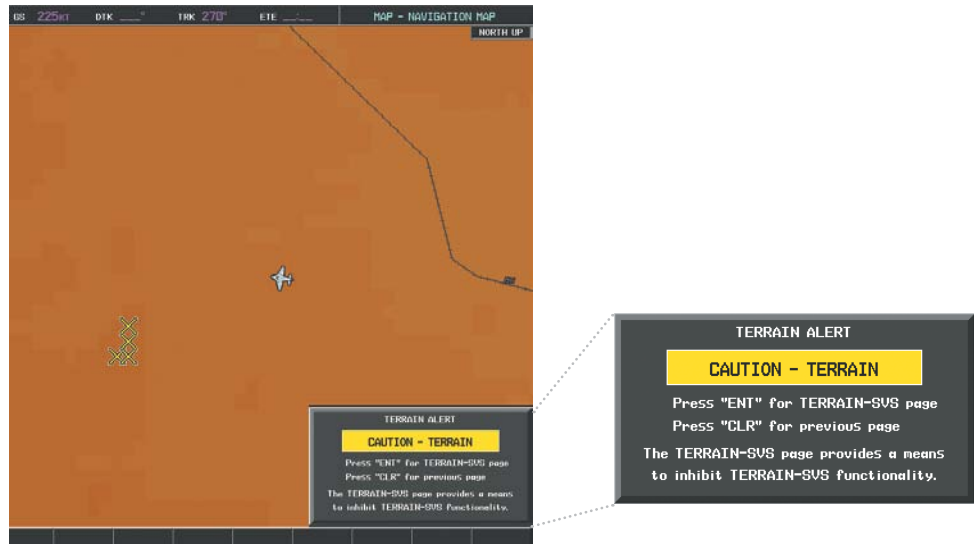 GS 225KT DTK ___° TRK 270° ETE __:__ MAP - NAVIGATION MAP
NORTH UP
TERRAIN ALERT
CAUTION - TERRAIN
Press "ENT" for TERRAIN-SVS page
Press "CLR" for previous page
The TERRAIN-SVS page provides a means
to inhibit TERRAIN-SVS functionality.
TERRAIN ALERT
CAUTION - TERRAIN
Press "ENT" for TERRAIN-SVS page
Press "CLR" for previous page
The TERRAIN-SVS page provides a means
to inhibit TERRAIN-SVS functionality.